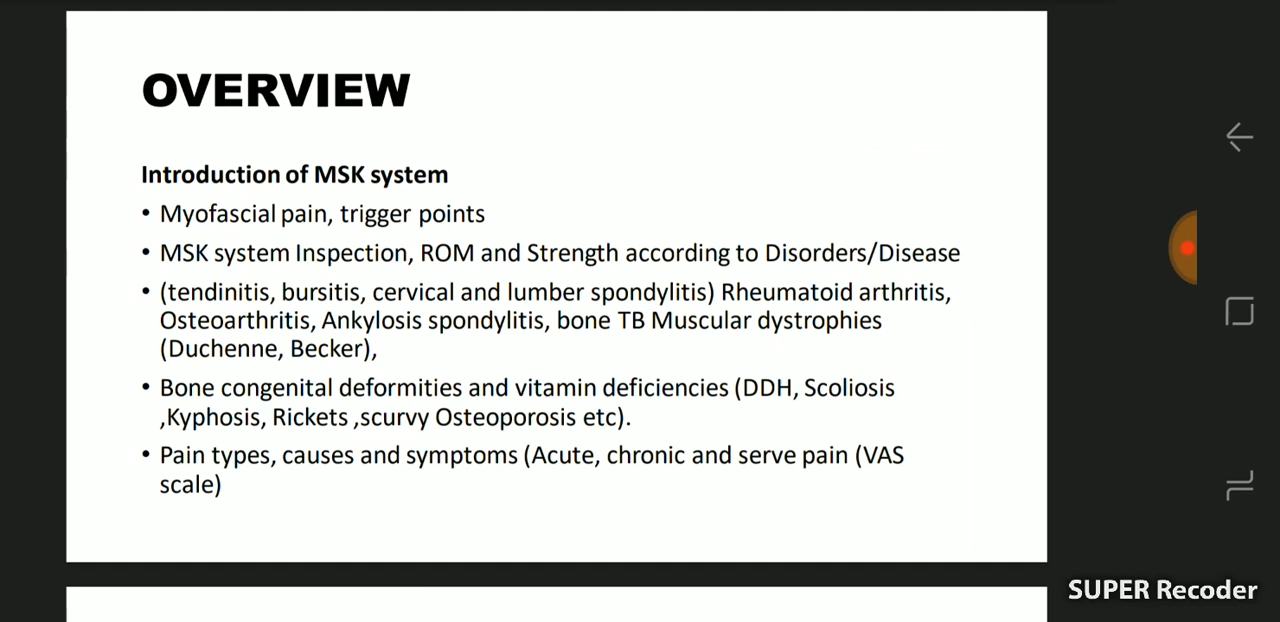 OVERVIEW
Introduction of MSK system
• Myofascial pain, trigger points
• MSK system Inspection, ROM and Strength according to Disorders/Disease
• (tendinitis, bursitis, cervical and lumber spondylitis) Rheumatoid arthritis,
Osteoarthritis, Ankylosis spondylitis, bone TB Muscular dystrophies
(Duchenne, Becker),
• Bone congenital deformities and vitamin deficiencies (DDH, Scoliosis
,Kyphosis, Rickets ,scurvy Osteoporosis etc).
• Pain types, causes and symptoms (Acute, chronic and serve pain (VAS
scale)
SUPER Recoder